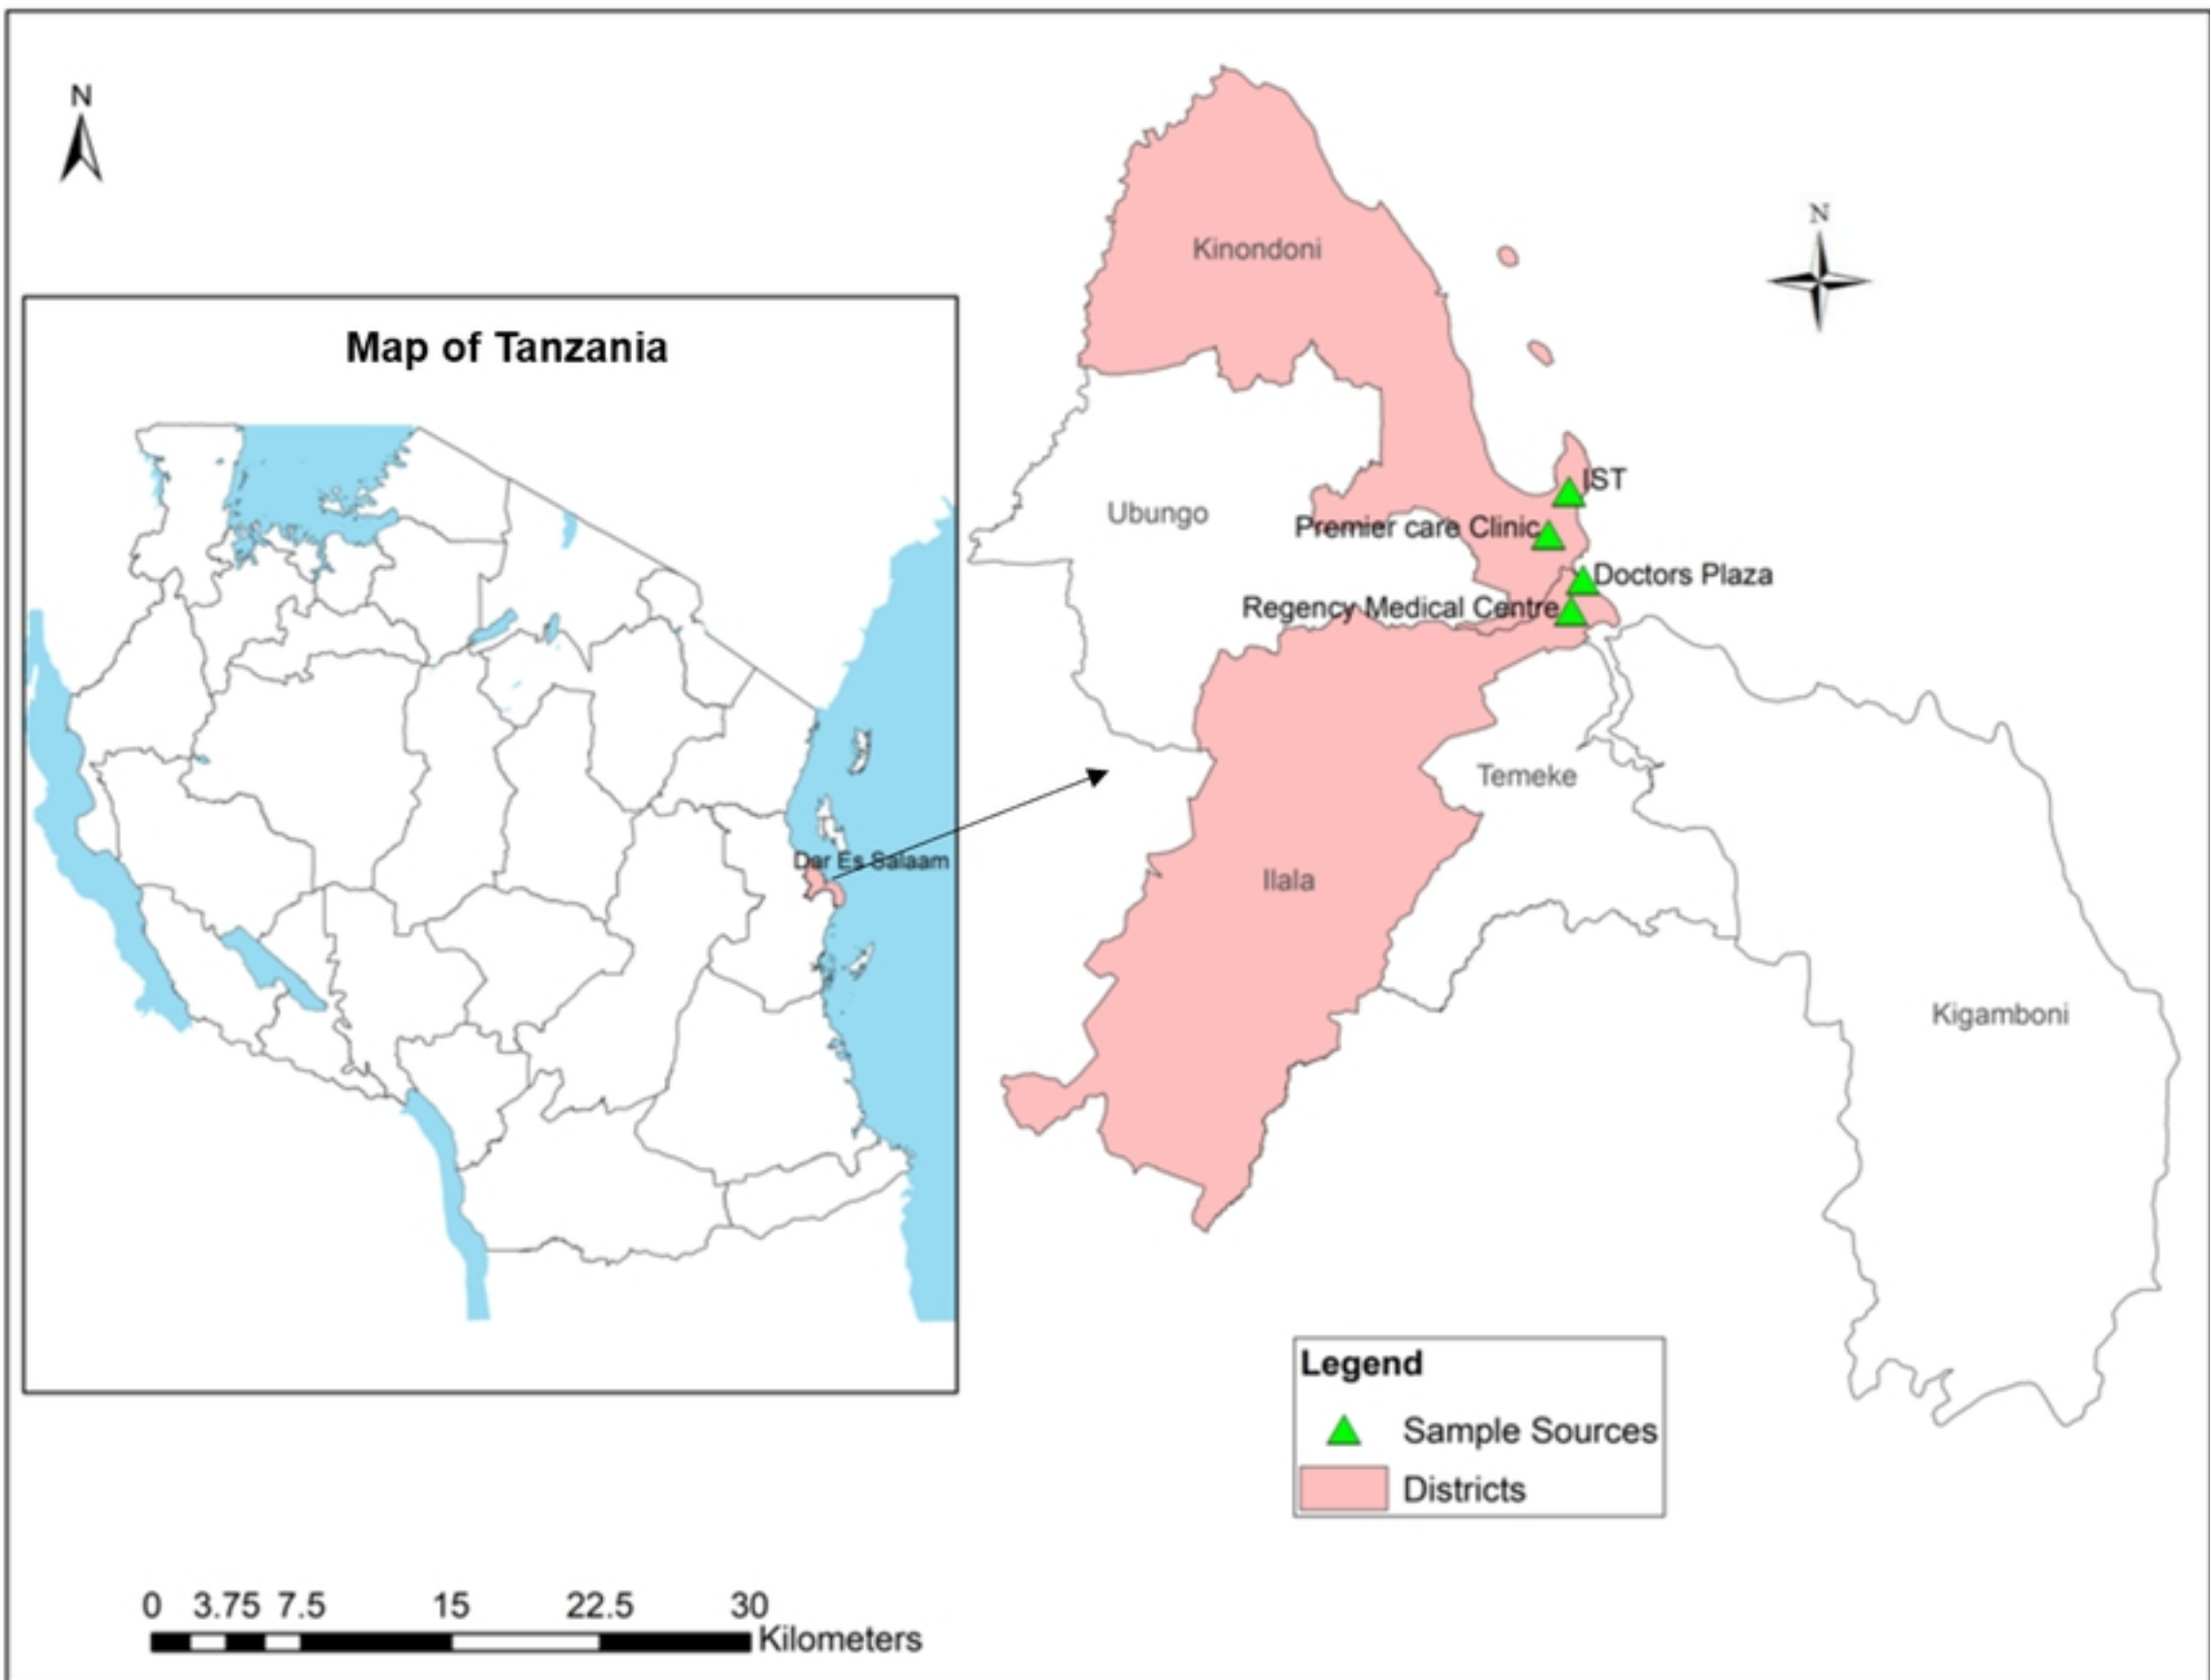 N
Map of Tanzania
Dar Es Salaam
Kinondoni
N
IST
Ubungo
Premier care Clinic
Doctors Plaza
Regency Medical Centre
Temeke
Ilala
Kigamboni
Legend
Sample Sources
Districts
0 3.75 7.5 15 22.5 30
Kilometers